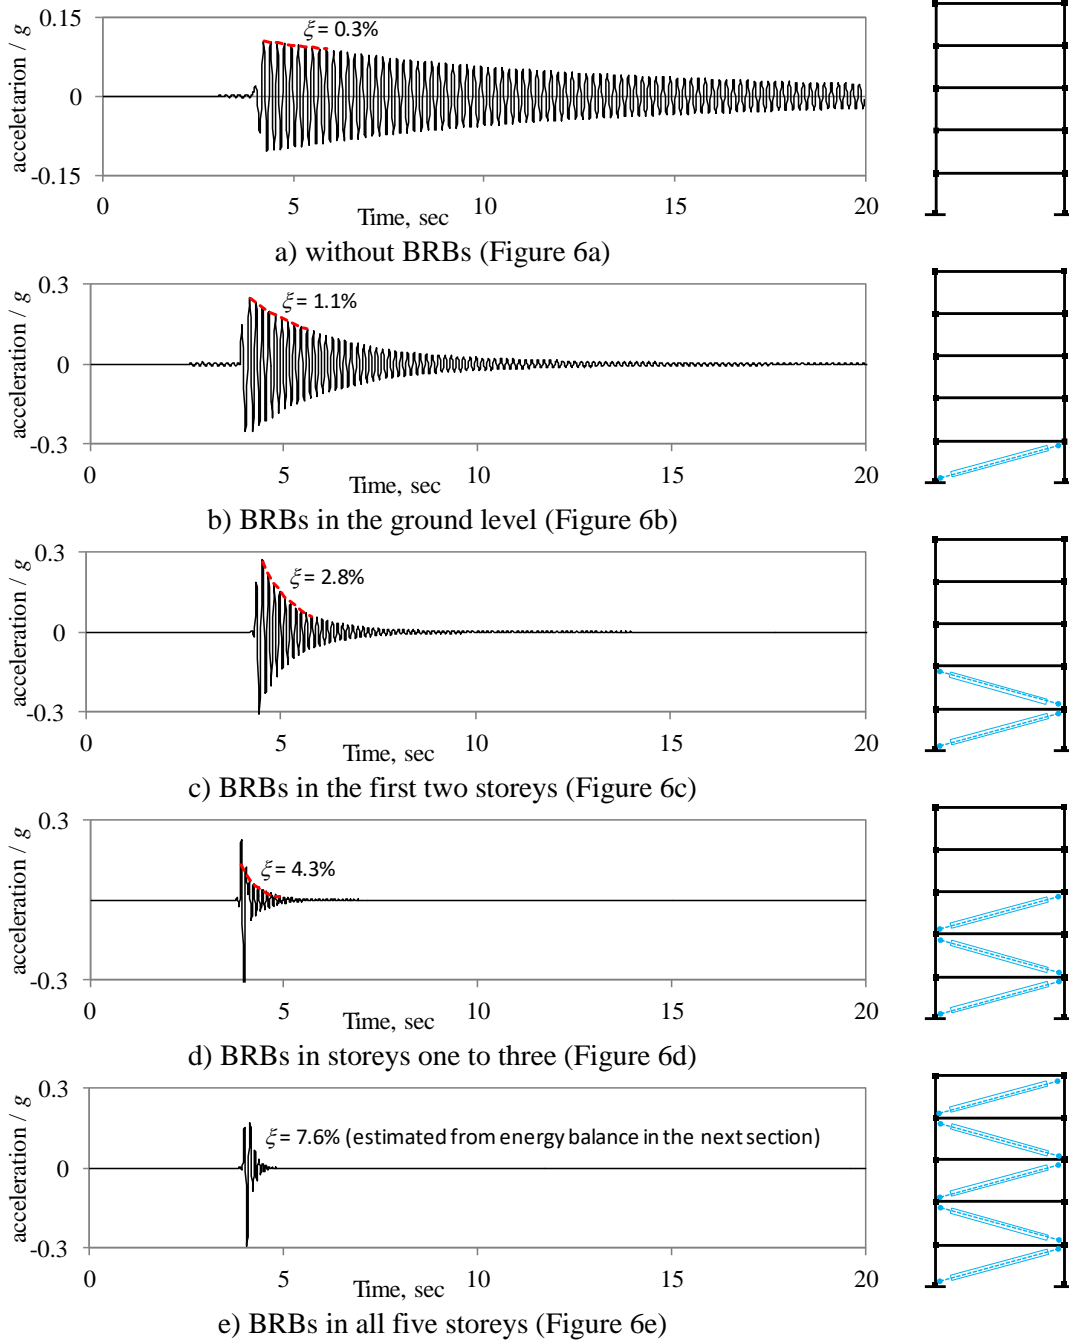 0.15
ξ = 0.3%
acceletarion / g
0
-0.15
0
5
10
15
20
Time, sec
a) without BRBs (Figure 6a)
0.3
ξ = 1.1%
acceleration / g
0
-0.3
0
5
10
15
20
Time, sec
b) BRBs in the ground level (Figure 6b)
0.3
ξ = 2.8%
acceleration / g
0
-0.3
0
5
10
15
20
Time, sec
c) BRBs in the first two storeys (Figure 6c)
0.3
ξ = 4.3%
acceleration / g
0
-0.3
0
5
10
15
20
Time, sec
d) BRBs in storeys one to three (Figure 6d)
0.3
ξ = 7.6% (estimated from energy balance in the next section)
acceleration / g
0
-0.3
0
5
10
15
20
Time, sec
e) BRBs in all five storeys (Figure 6e)